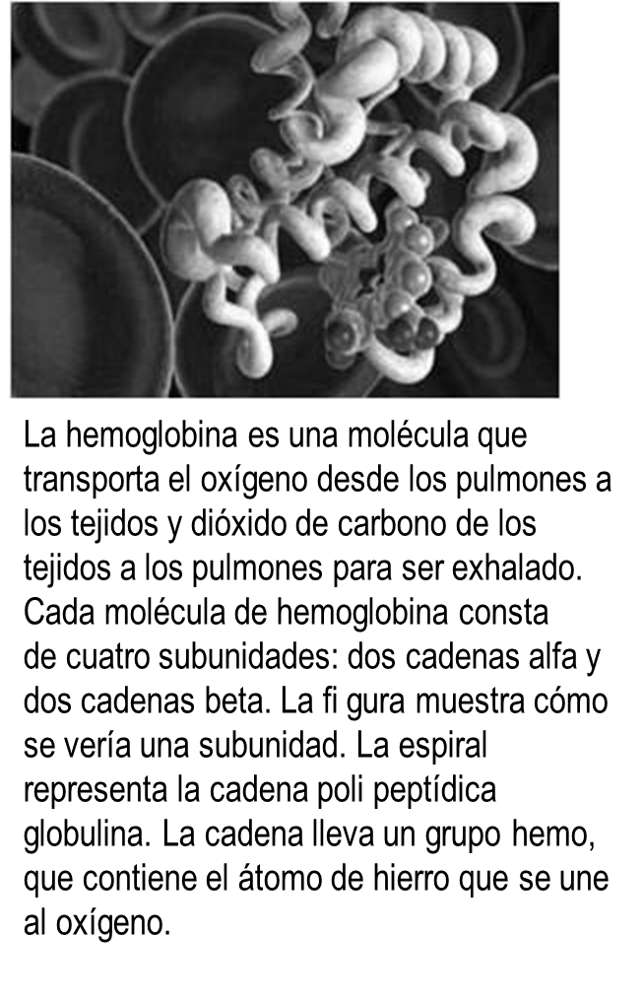 La hemoglobina es una molécula que
transporta el oxígeno desde los pulmones a
los tejidos y dióxido de carbono de los
tejidos a los pulmones para ser exhalado.
Cada molécula de hemoglobina consta
de cuatro subunidades: dos cadenas alfa y
dos cadenas beta. La fi gura muestra cómo
se vería una subunidad. La espiral
representa la cadena poli peptídica
globulina. La cadena lleva un grupo hemo,
que contiene el átomo de hierro que se une
al oxígeno.